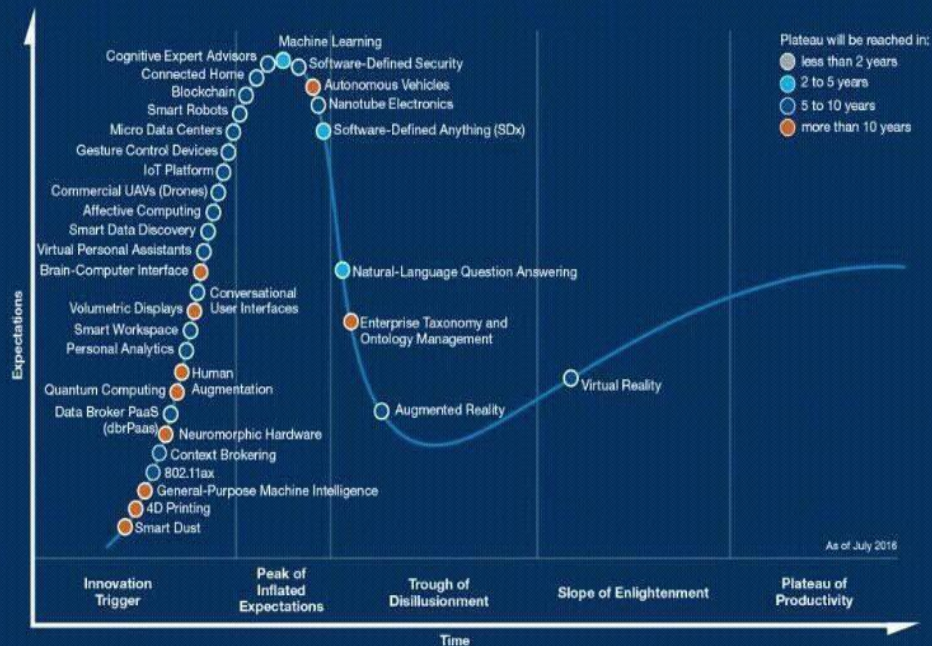 Machine Learning
Cognitive Expert Advisors
Software-Defined Security
Connected Home
Autonomous Vehicles
Blockchain
Nanotube Electronics
Smart Robots
Micro Data Centers
Software-Defined Anything (SDx)
Gesture Control Devices
IoT Platform
Commercial UAVs (Drones)
Affective Computing
Smart Data Discovery
Virtual Personal Assistants
Brain-Computer Interface
Natural-Language Question Answering
Conversational
User Interfaces
Volumetric Displays
Enterprise Taxonomy and
Ontology Management
Smart Workspace
Personal Analytics
Human
Augmentation
Virtual Reality
Quantum Computing
Augmented Reality
Data Broker PaaS
(dbrPaas)
Neuromorphic Hardware
Context Brokering
802.11ax
General-Purpose Machine Intelligence
4D Printing
Smart Dust
Plateau will be reached in:
less than 2 years
2 to 5 years
5 to 10 years
more than 10 years
Expectations
As of July 2016
Innovation
Trigger
Peak of
Inflated
Expectations
Trough of
Disillusionment
Slope of Enlightenment
Plateau of
Productivity
Time